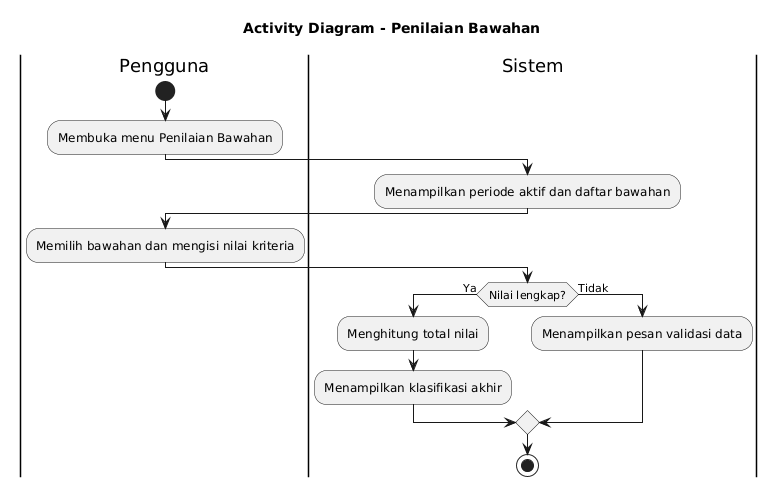 Activity Diagram - Penilaian Bawahan
Pengguna
Sistem
Membuka menu Penilaian Bawahan
Menampilkan periode aktif dan daftar bawahan
Memilih bawahan dan mengisi nilai kriteria
Ya
Nilai lengkap?
Tidak
Menghitung total nilai
Menampilkan pesan validasi data
Menampilkan klasifikasi akhir